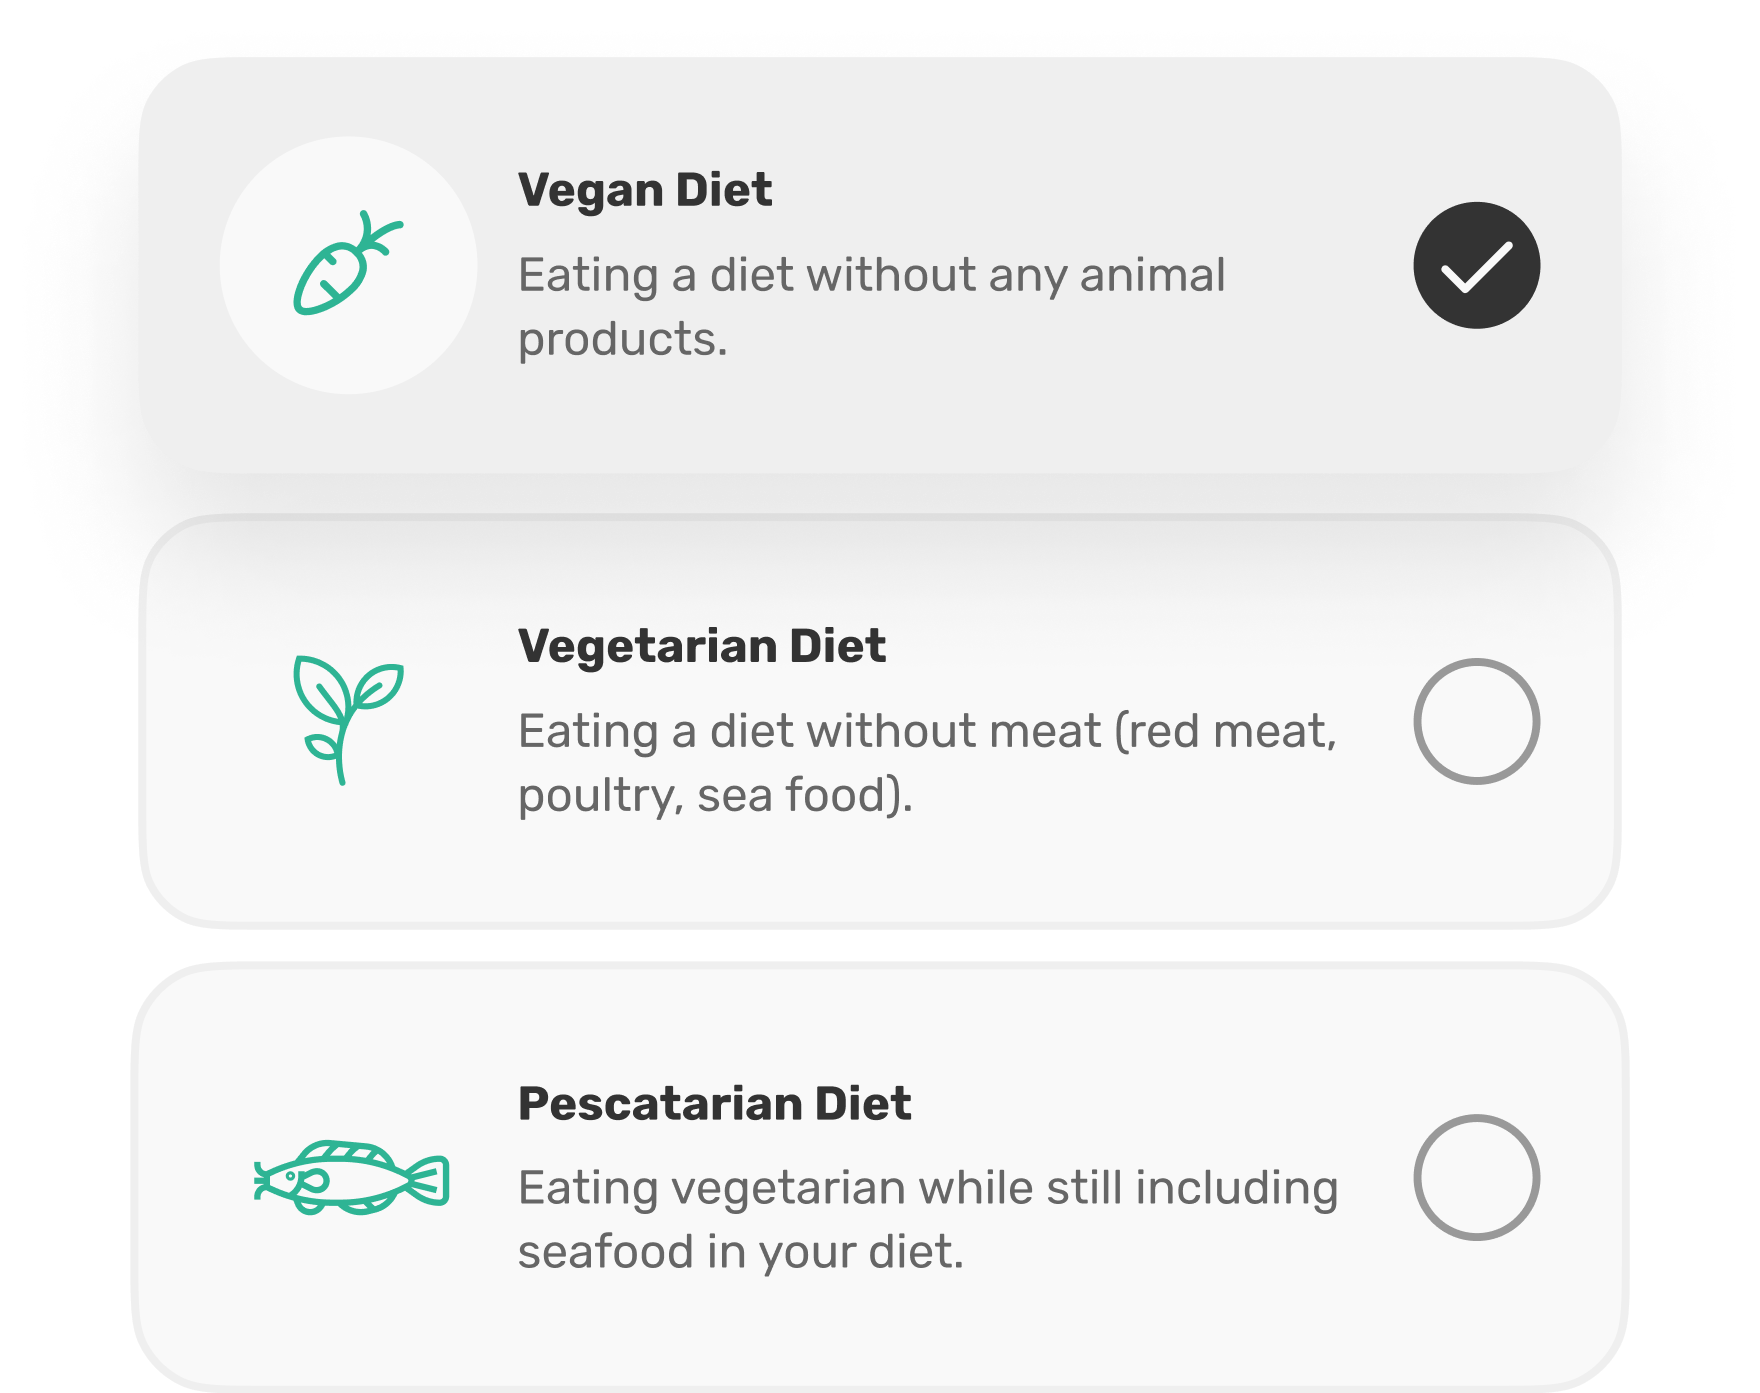 Vegan Diet
Eating a diet without any animal
products.
Vegetarian Diet
Eating a diet without meat (red meat,
poultry, sea food).
Pescatarian Diet
Eating vegetarian while still including
seafood in your diet.